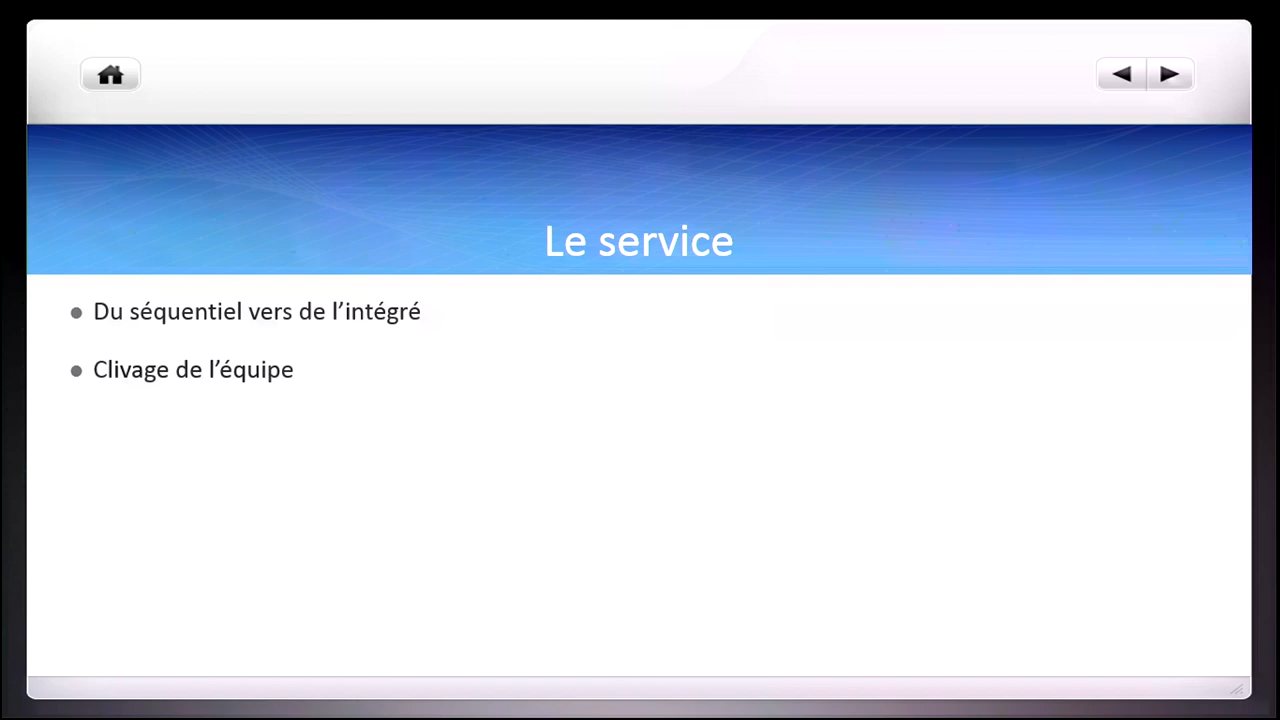 Le service
Du séquentiel vers de l’intégré
Clivage de l’équipe